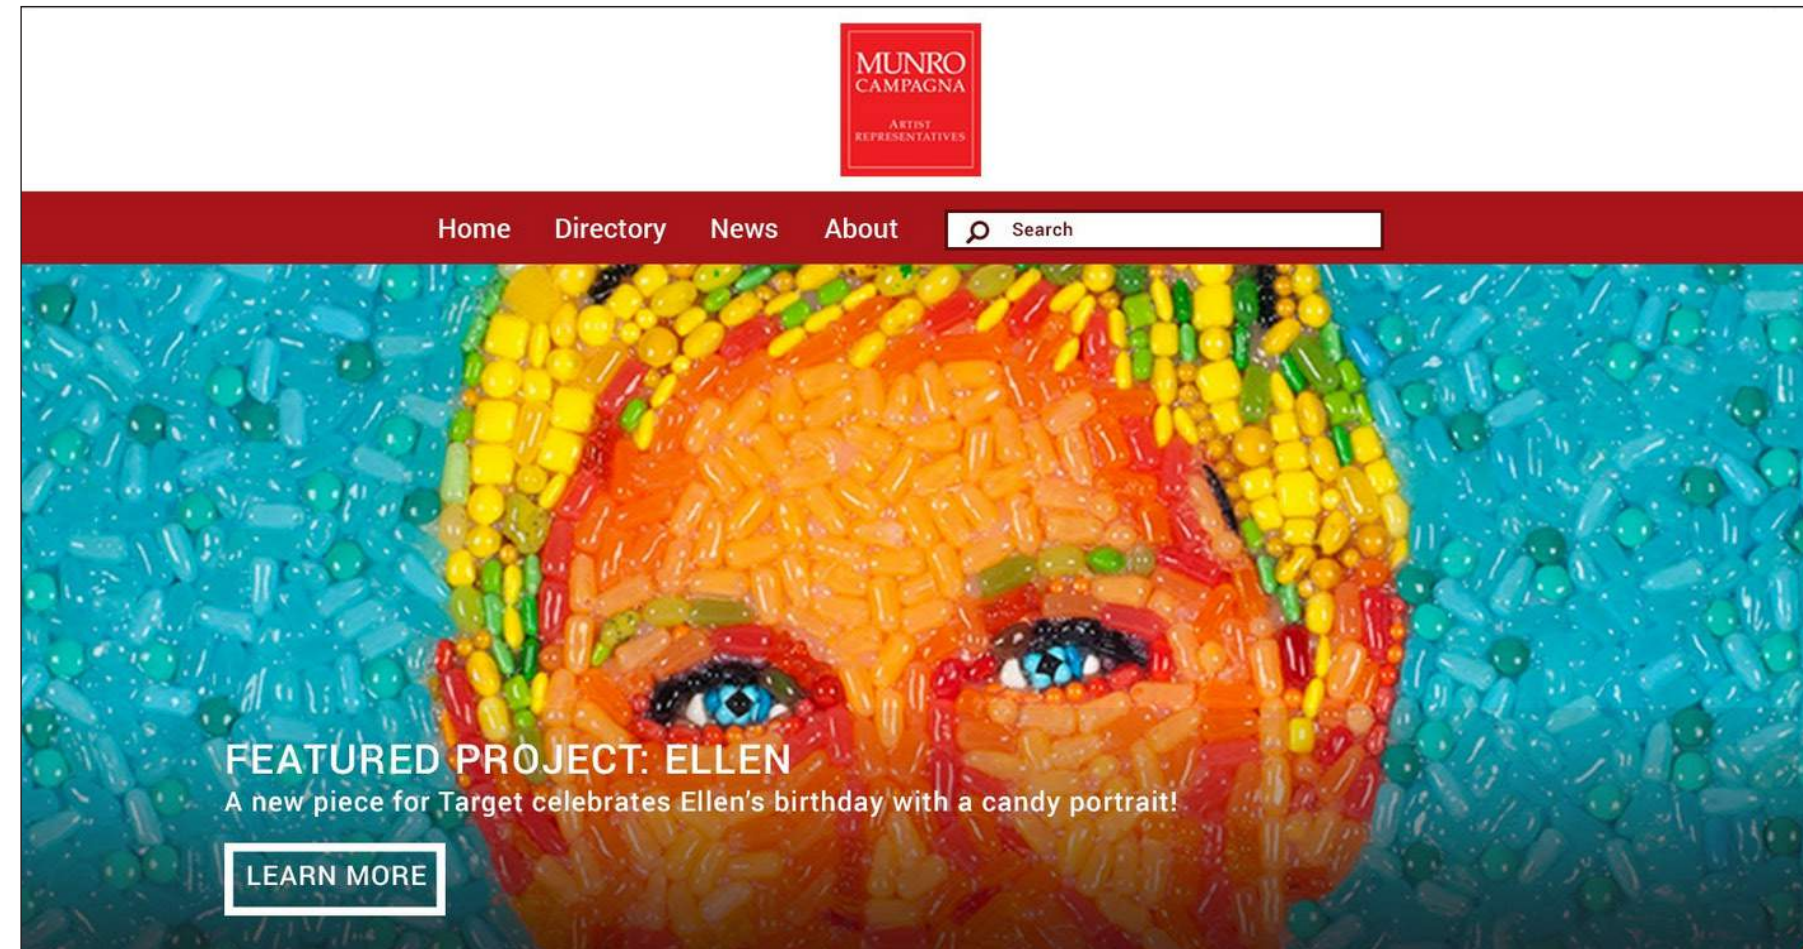 MUNRO
CAMPAGNA
ARTIST
REPRESENTATIVES
Home Directory News About Search
FEATURED PROJECT: ELLEN
A new piece for Target celebrates Ellen's birthday with a candy portrait!
LEARN MORE